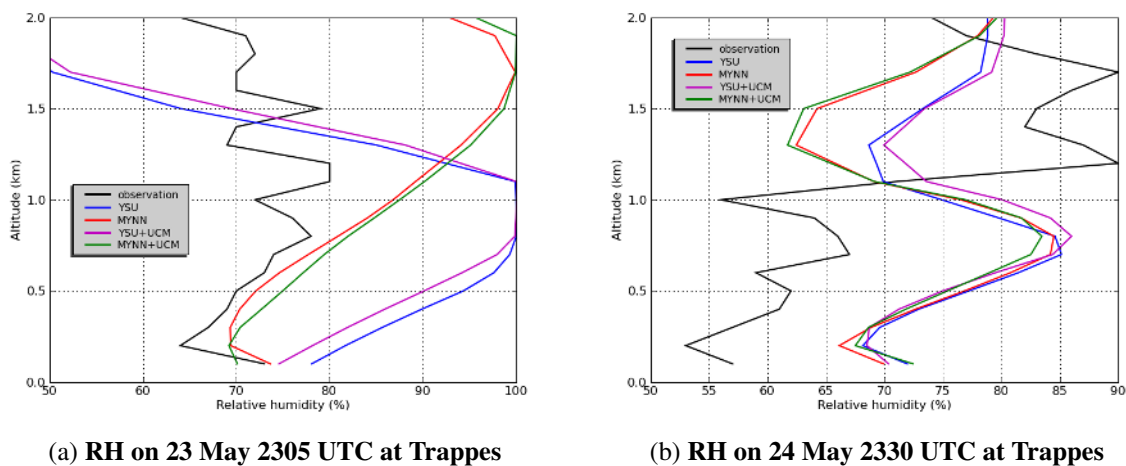 2.0
1.5
1.0
0.5
0.0
Altitude (km)
observation
YSU
MYNN
YSU+UCM
MYNN+UCM
50 60 70 80 90 100
Relative humidity (%)
(a) RH on 23 May 2305 UTC at Trappes
2.0
1.5
1.0
0.5
0.0
Altitude (km)
observation
YSU
MYNN
YSU+UCM
MYNN+UCM
50 55 60 65 70 75 80 85 90
Relative humidity (%)
(b) RH on 24 May 2330 UTC at Trappes